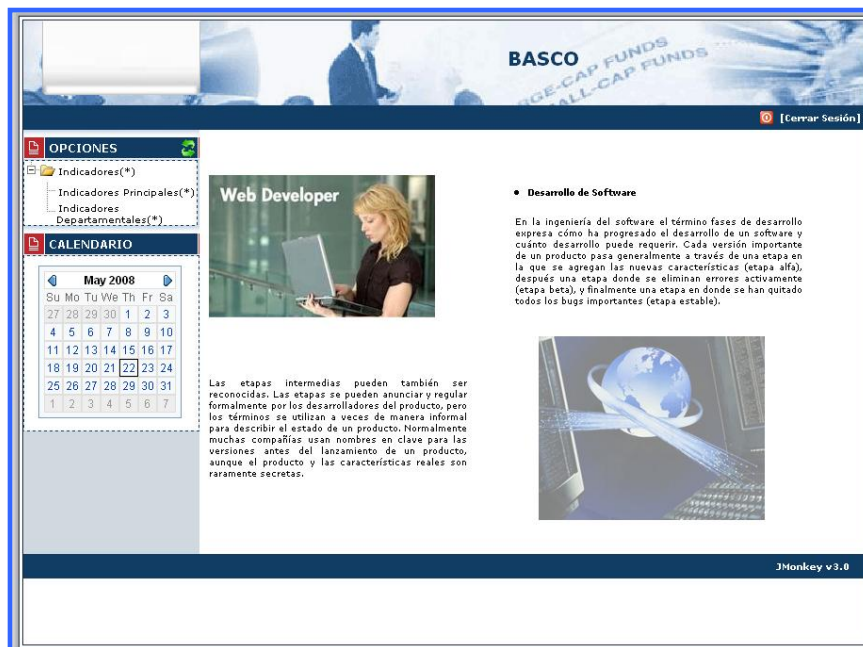 BASCO
GE-CAP FUNDS
ALL-CAP FUNDS
[Cerrar Sesión]
OPCIONES
Indicadores(*)
Indicadores Principales(*)
Indicadores
Departamentales(*)
CALENDARIO
May 2008
Su Mo Tu We Th Fr Sa
27 28 29 30 1 2 3
4 5 6 7 8 9 10
11 12 13 14 15 16 17
18 19 20 21 22 23 24
25 26 27 28 29 30 31
1 2 3 4 5 6 7
Web Developer
Las etapas intermedias pueden también ser
reconocidas. Las etapas se pueden anunciar y regular
formalmente por los desarrolladores del producto, pero
los términos se utilizan a veces de manera informal
para describir el estado de un producto. Normalmente
muchas compañías usan nombres en clave para las
versiones antes del lanzamiento de un producto,
aunque el producto y las características reales son
raramente secretas.
• Desarrollo de Software
En la ingeniería del software el término fases de desarrollo
expresa cómo ha progresado el desarrollo de un software y
cuánto desarrollo puede requerir. Cada versión importante
de un producto pasa generalmente a través de una etapa en
la que se agregan las nuevas características (etapa alfa),
después una etapa donde se eliminan errores activamente
(etapa beta), y finalmente una etapa en donde se han quitado
todos los bugs importantes (etapa estable).
JMonkey v3.0